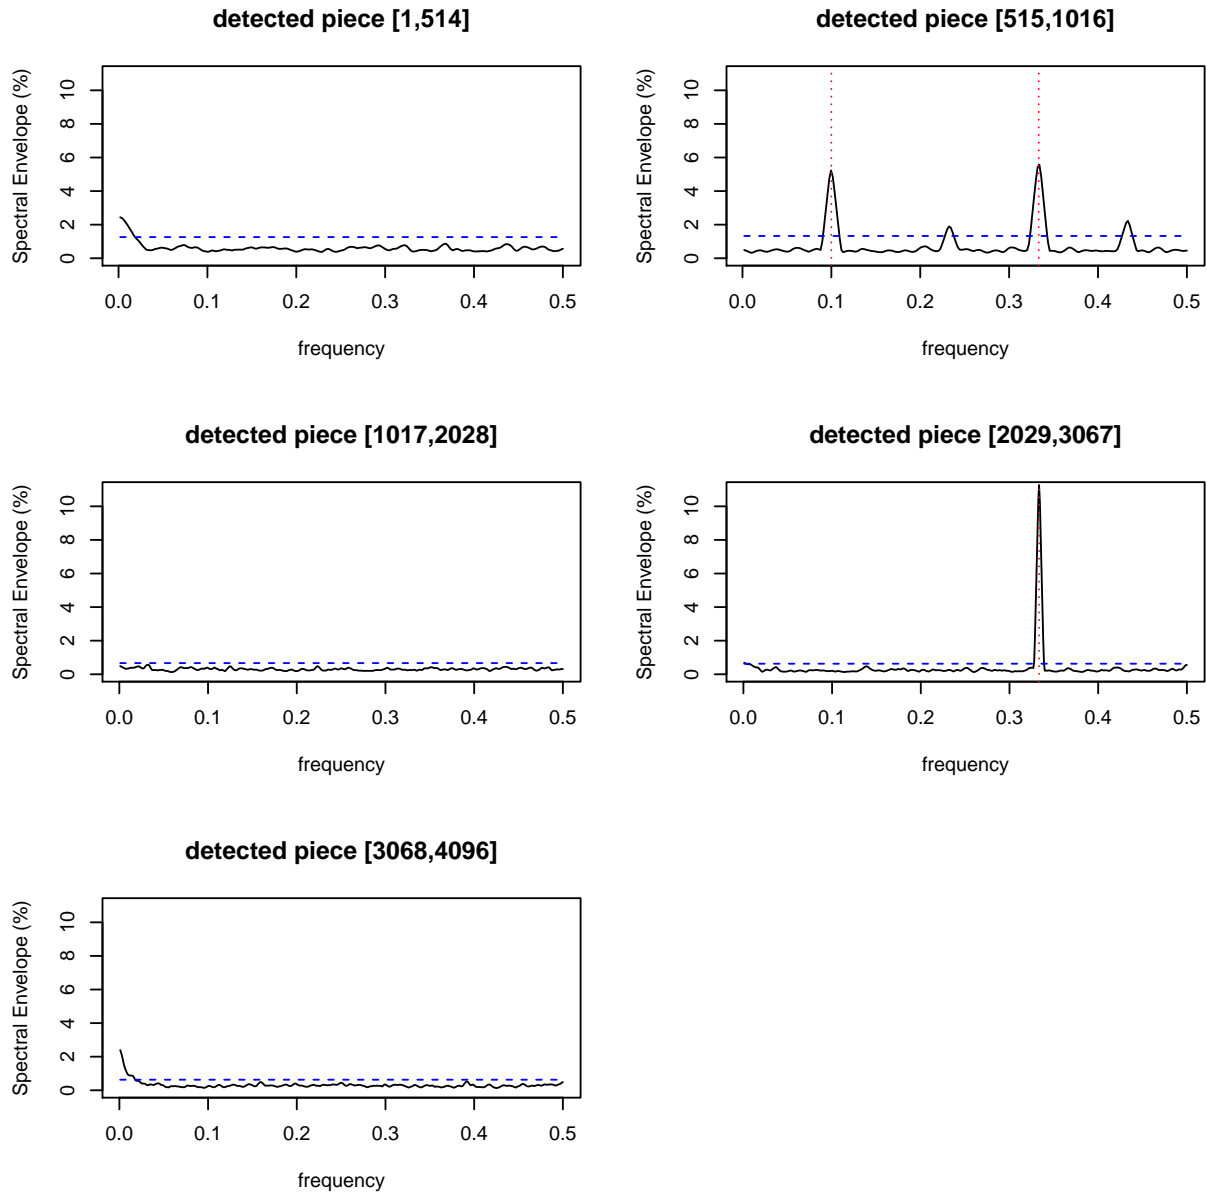 detected piece [1,514]
Spectral Envelope (%)
0 2 4 6 8 10
0.0 0.1 0.2 0.3 0.4 0.5
frequency
detected piece [515,1016]
Spectral Envelope (%)
0 2 4 6 8 10
0.0 0.1 0.2 0.3 0.4 0.5
frequency
detected piece [1017,2028]
Spectral Envelope (%)
0 2 4 6 8 10
0.0 0.1 0.2 0.3 0.4 0.5
frequency
detected piece [2029,3067]
Spectral Envelope (%)
0 2 4 6 8 10
0.0 0.1 0.2 0.3 0.4 0.5
frequency
detected piece [3068,4096]
Spectral Envelope (%)
0 2 4 6 8 10
0.0 0.1 0.2 0.3 0.4 0.5
frequency